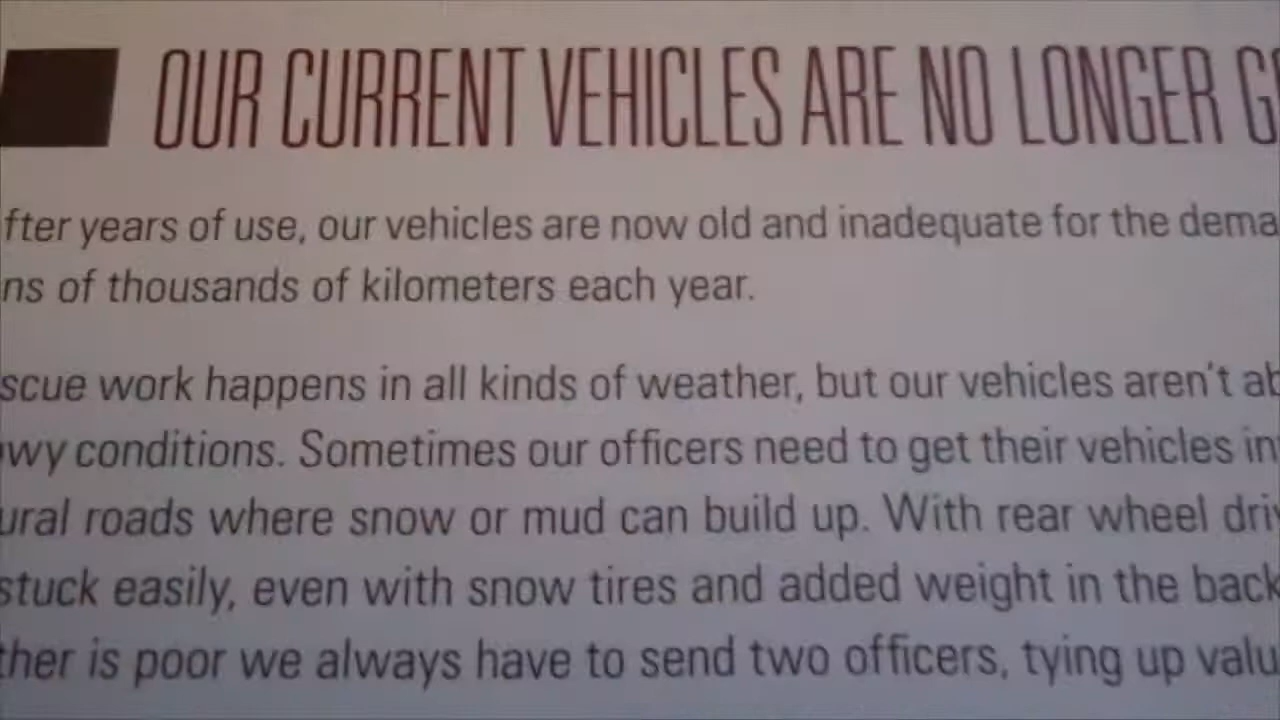 OUR CURRENT VEHICLES ARE NO LONGER G
fter years of use, our vehicles are now old and inadequate for the dema
ns of thousands of kilometers each year.
scue work happens in all kinds of weather, but our vehicles aren't ab
wy conditions. Sometimes our officers need to get their vehicles in
ural roads where snow or mud can build up. With rear wheel driv
stuck easily, even with snow tires and added weight in the back
ther is poor we always have to send two officers, tying up valu